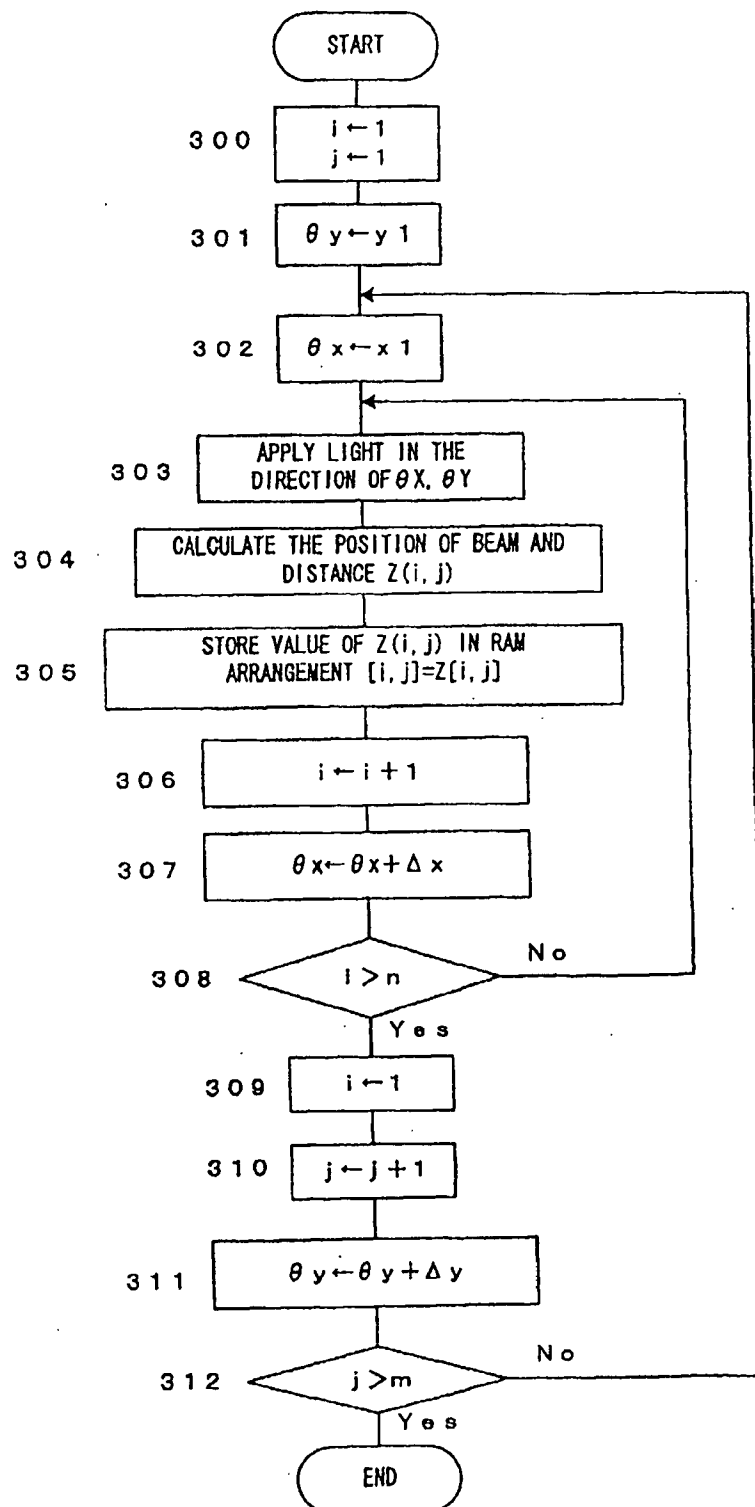 START
300
i ← 1
j ← 1
301
θ y ← y 1
302
θ x ← x 1
303
APPLY LIGHT IN THE
DIRECTION OF θ X, θ Y
304
CALCULATE THE POSITION OF BEAM AND
DISTANCE Z(i, j)
305
STORE VALUE OF Z(i, j) IN RAM
ARRANGEMENT [i, j]=Z[i, j]
306
i ← i + 1
307
θ x ← θ x + Δ x
308
i > n
No
Yes
309
i ← 1
310
j ← j + 1
311
θ y ← θ y + Δ y
312
j > m
No
Yes
END